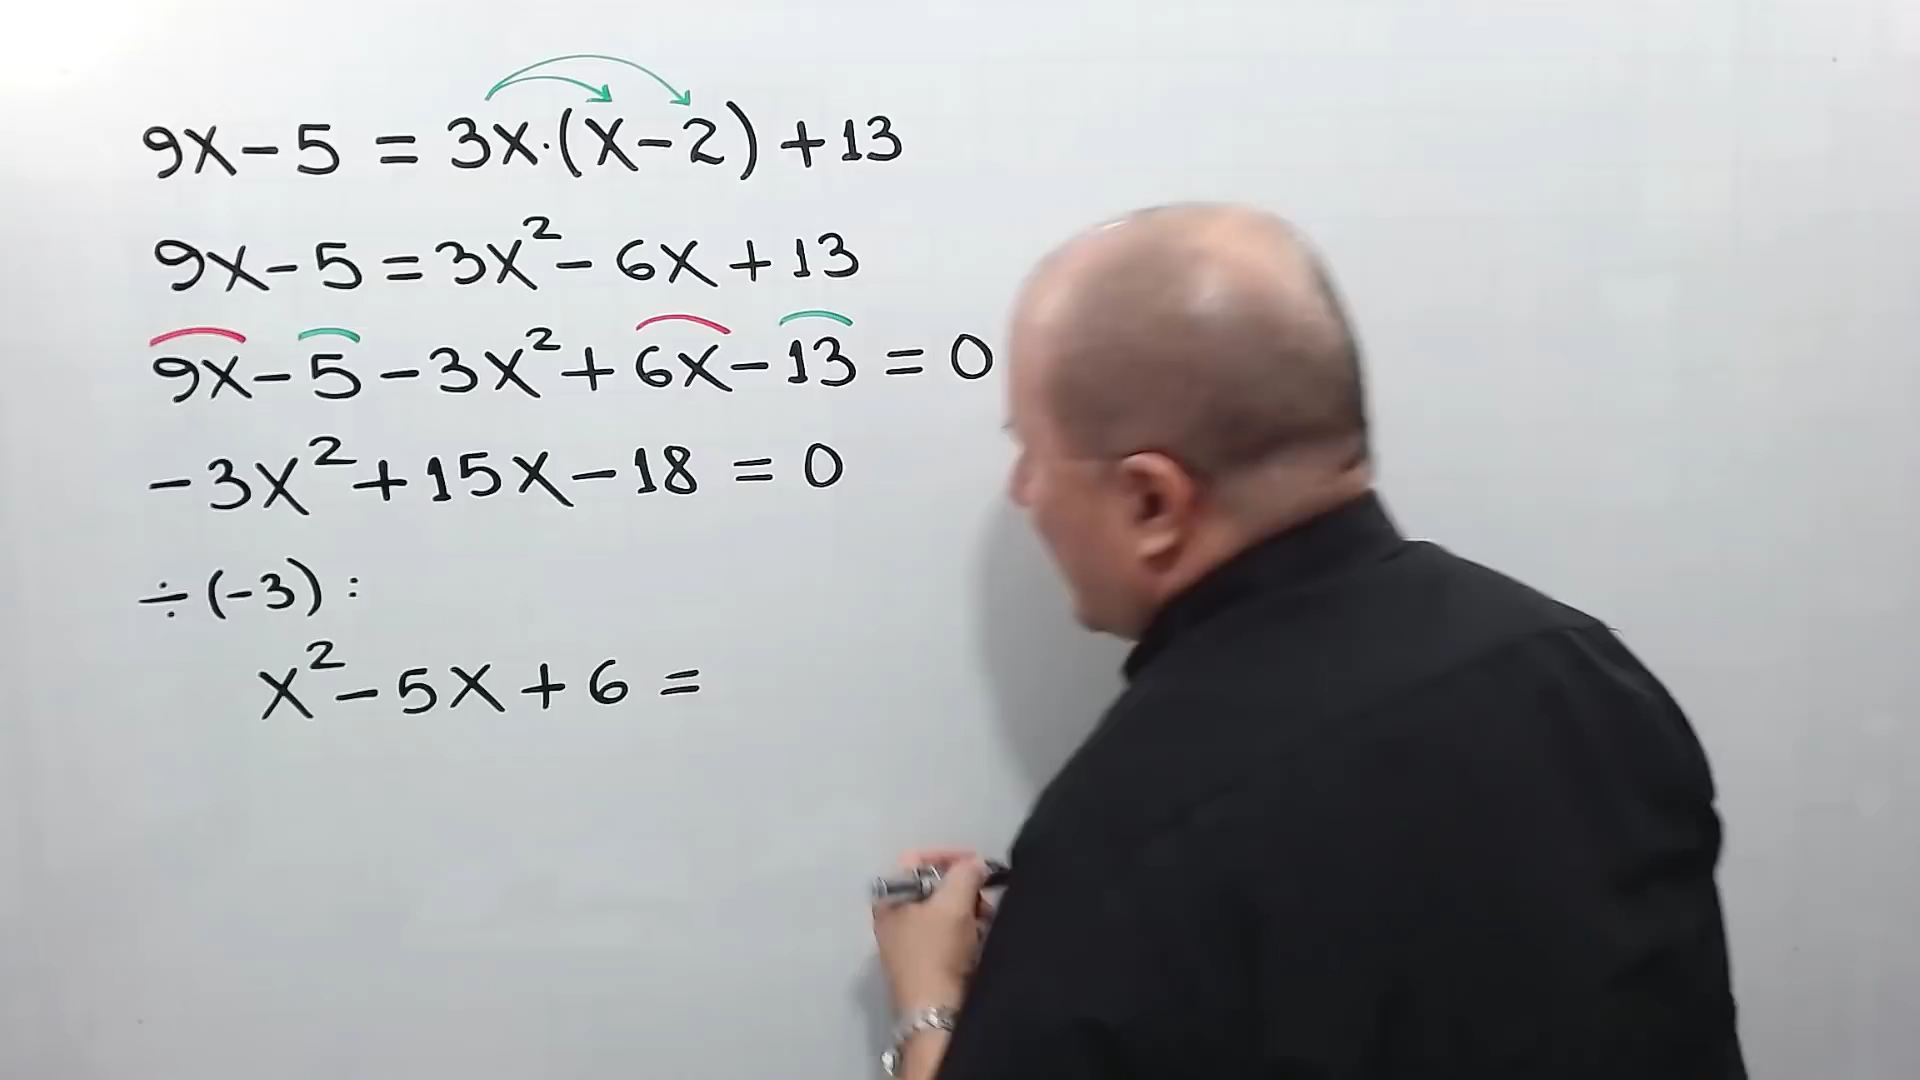 9x-5 = 3x·(x-2)+13
9x-5=3x²-6x+13
9x-5-3x²+6x-13=0
-3x²+15x-18=0
÷(-3):
x²-5x+6=